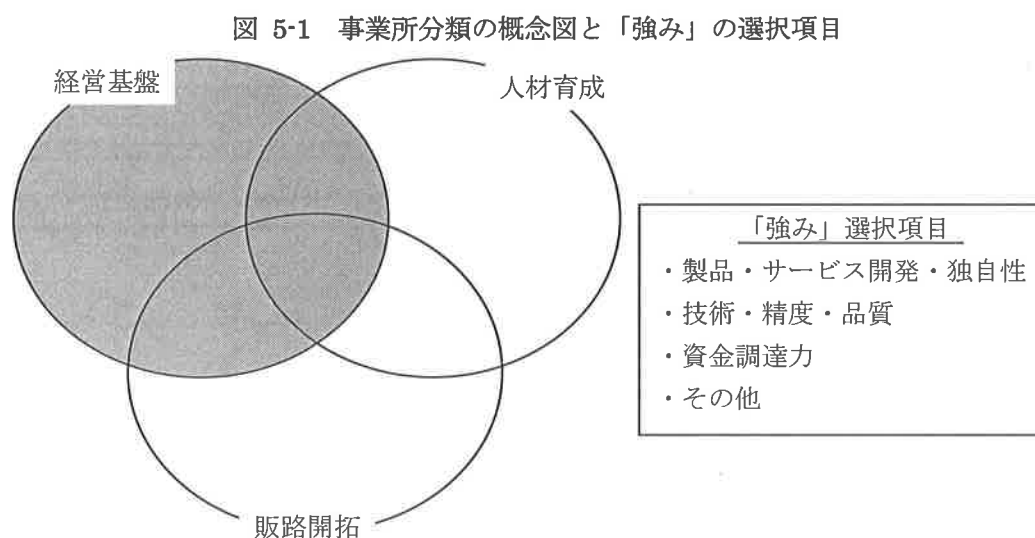 図 5-1 事業所分類の概念図と「強み」の選択項目
経営基盤
人材育成
「強み」選択項目
・製品・サービス開発・独自性
・技術・精度・品質
・資金調達力
・その他
販路開拓